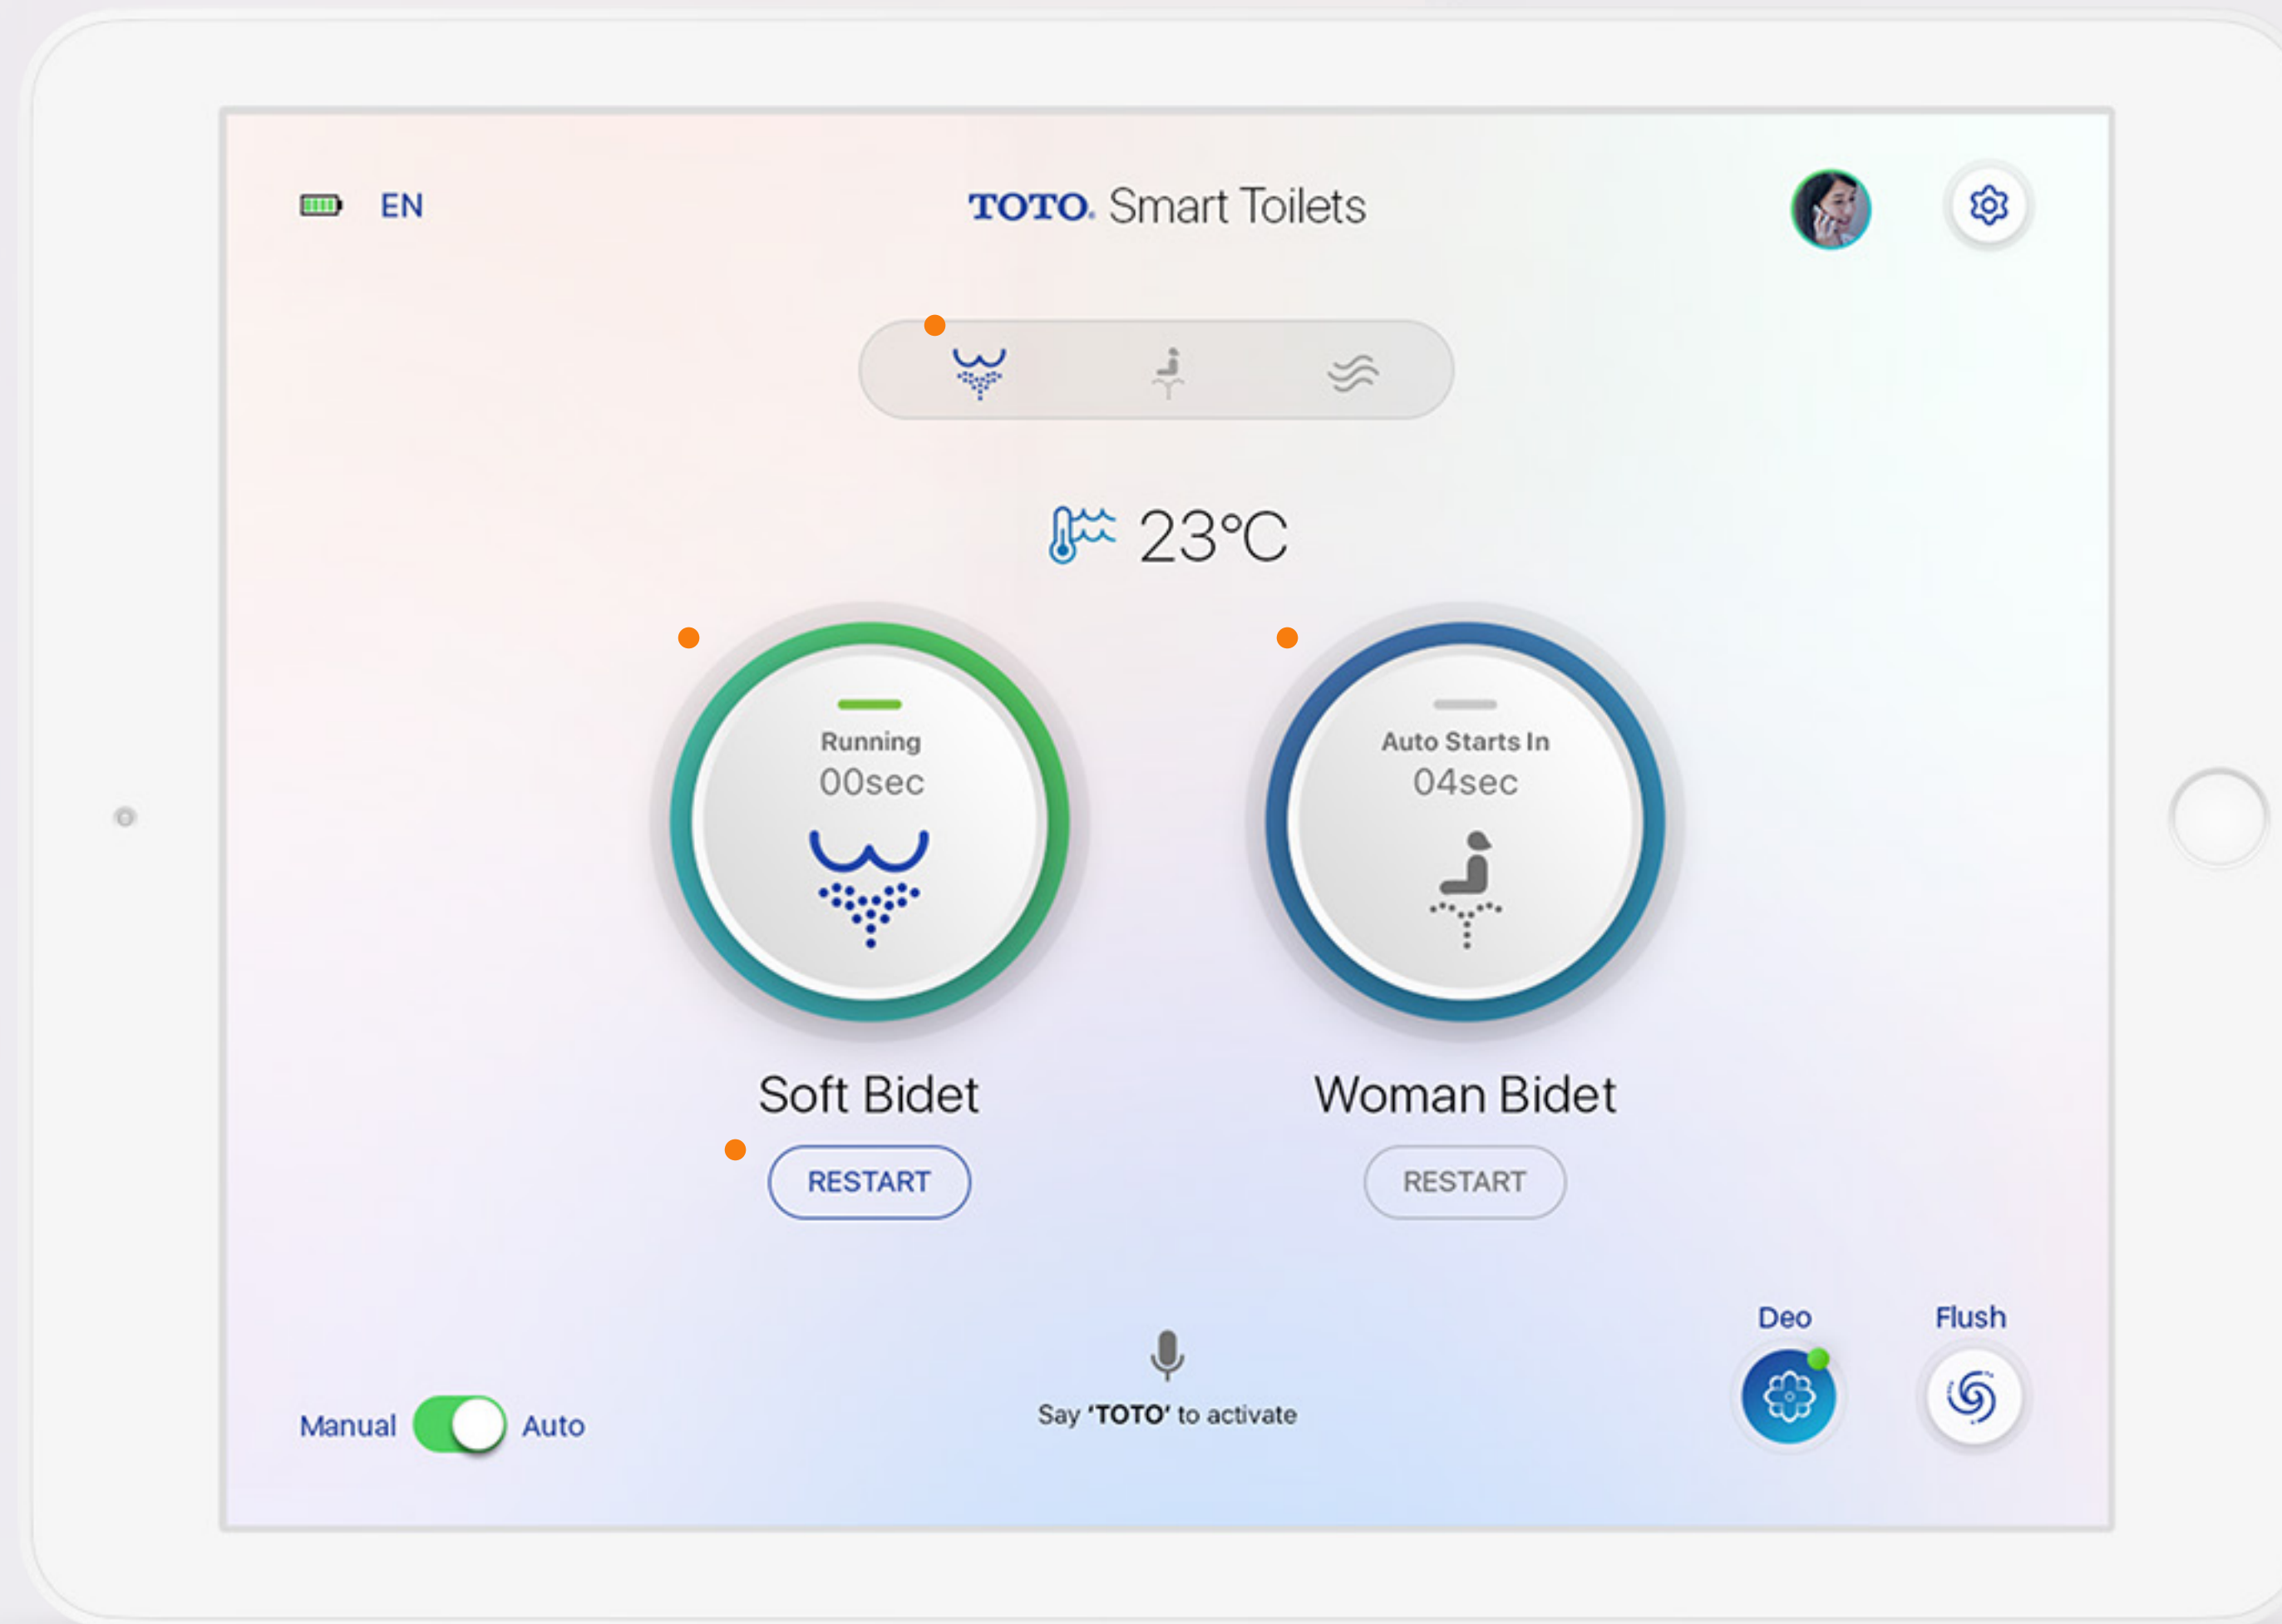 EN
TOTO. Smart Toilets
23°C
Running
00sec
Auto Starts In
04sec
Soft Bidet
Woman Bidet
RESTART
RESTART
Deo
Flush
Manual
Auto
Say ‘TOTO’ to activate